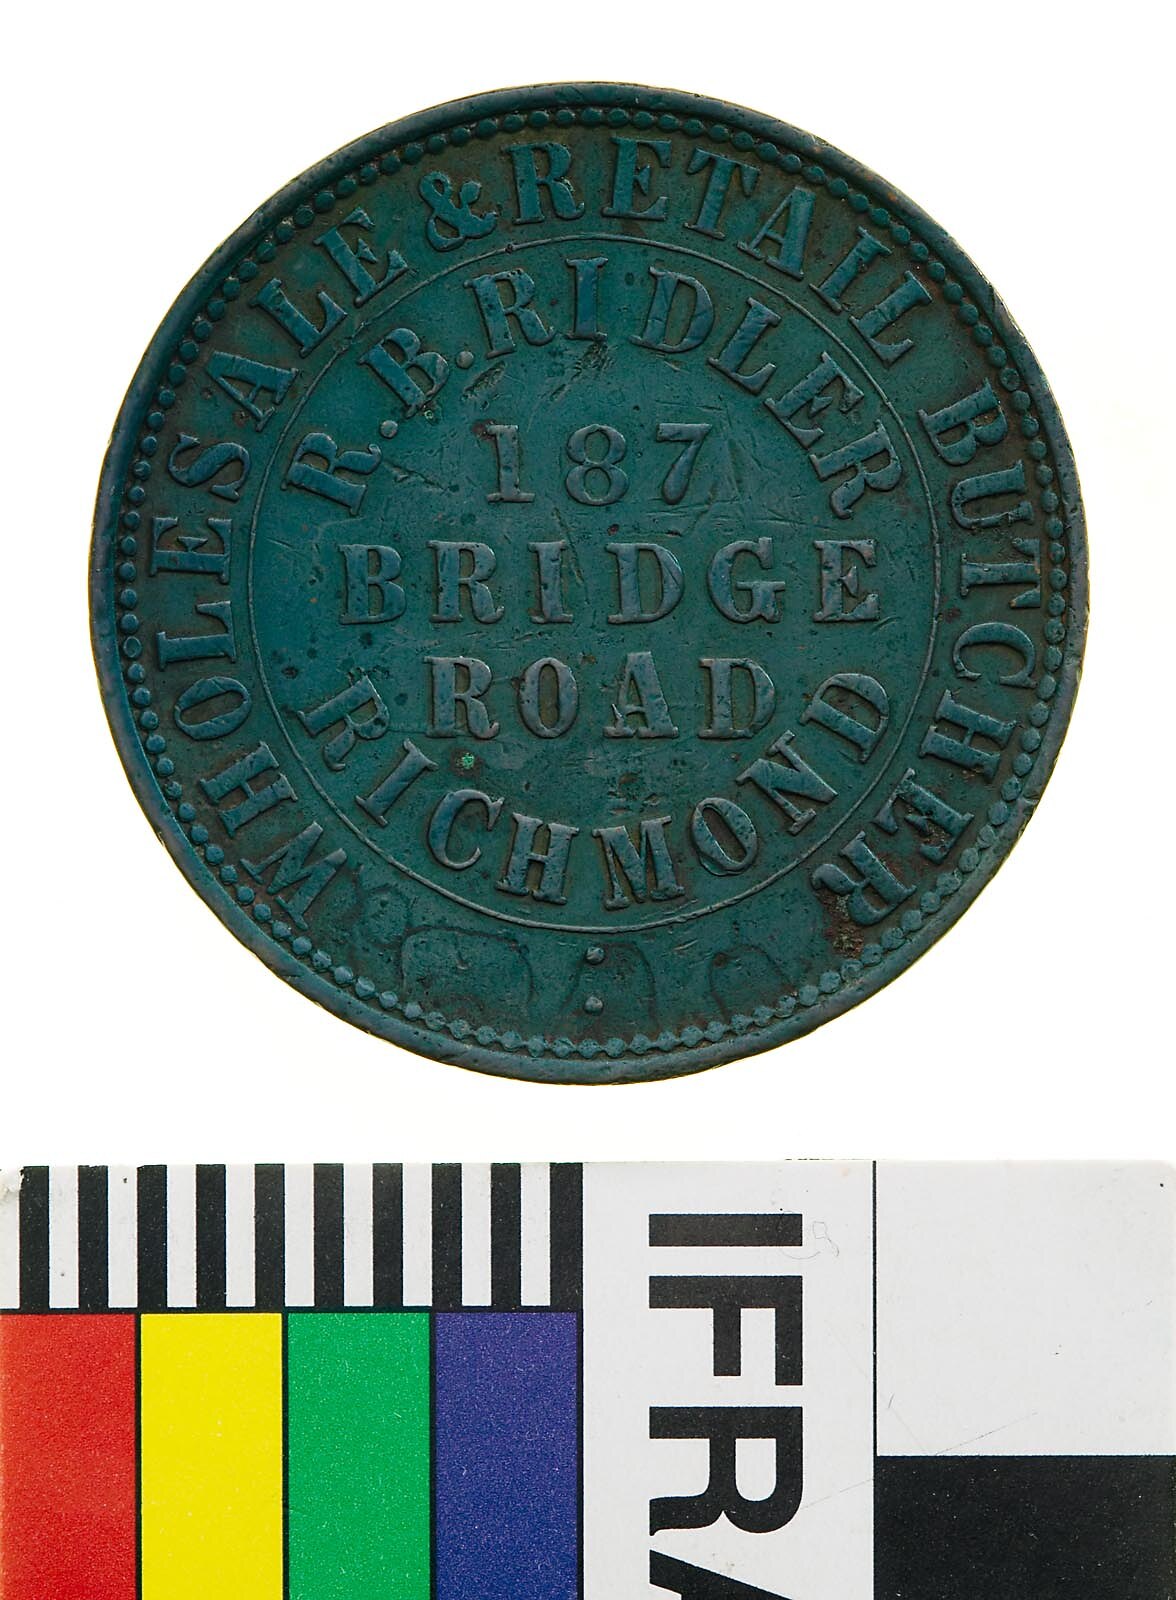 WHOLESALE & RETAIL BUTCHER
R. B. RIDLER
187
BRIDGE
ROAD
RICHMOND
IFRA